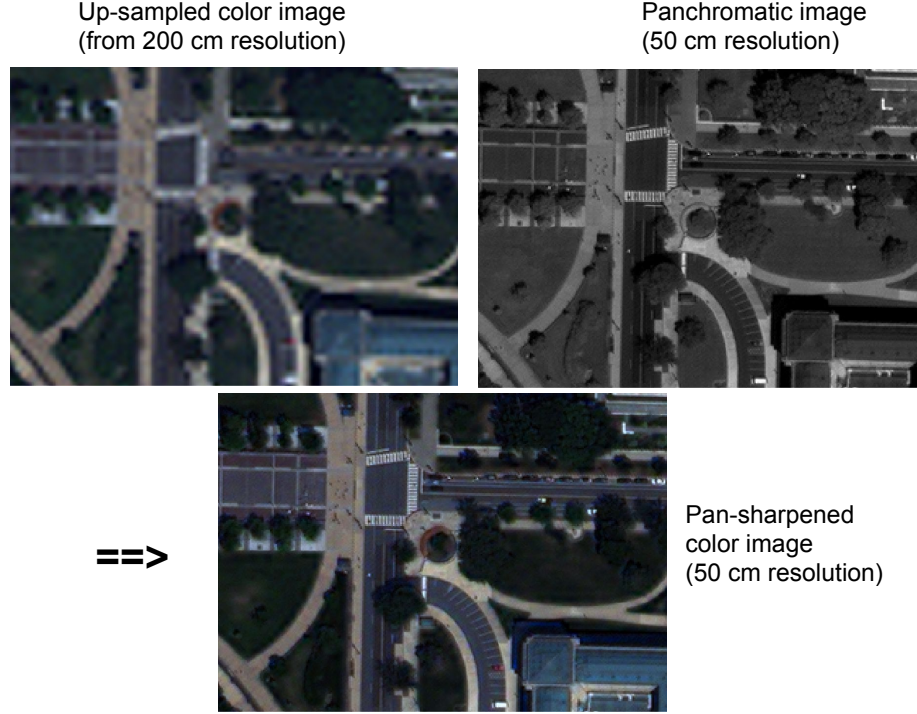 Up-sampled color image
(from 200 cm resolution)
Panchromatic image
(50 cm resolution)
==>
Pan-sharpened
color image
(50 cm resolution)